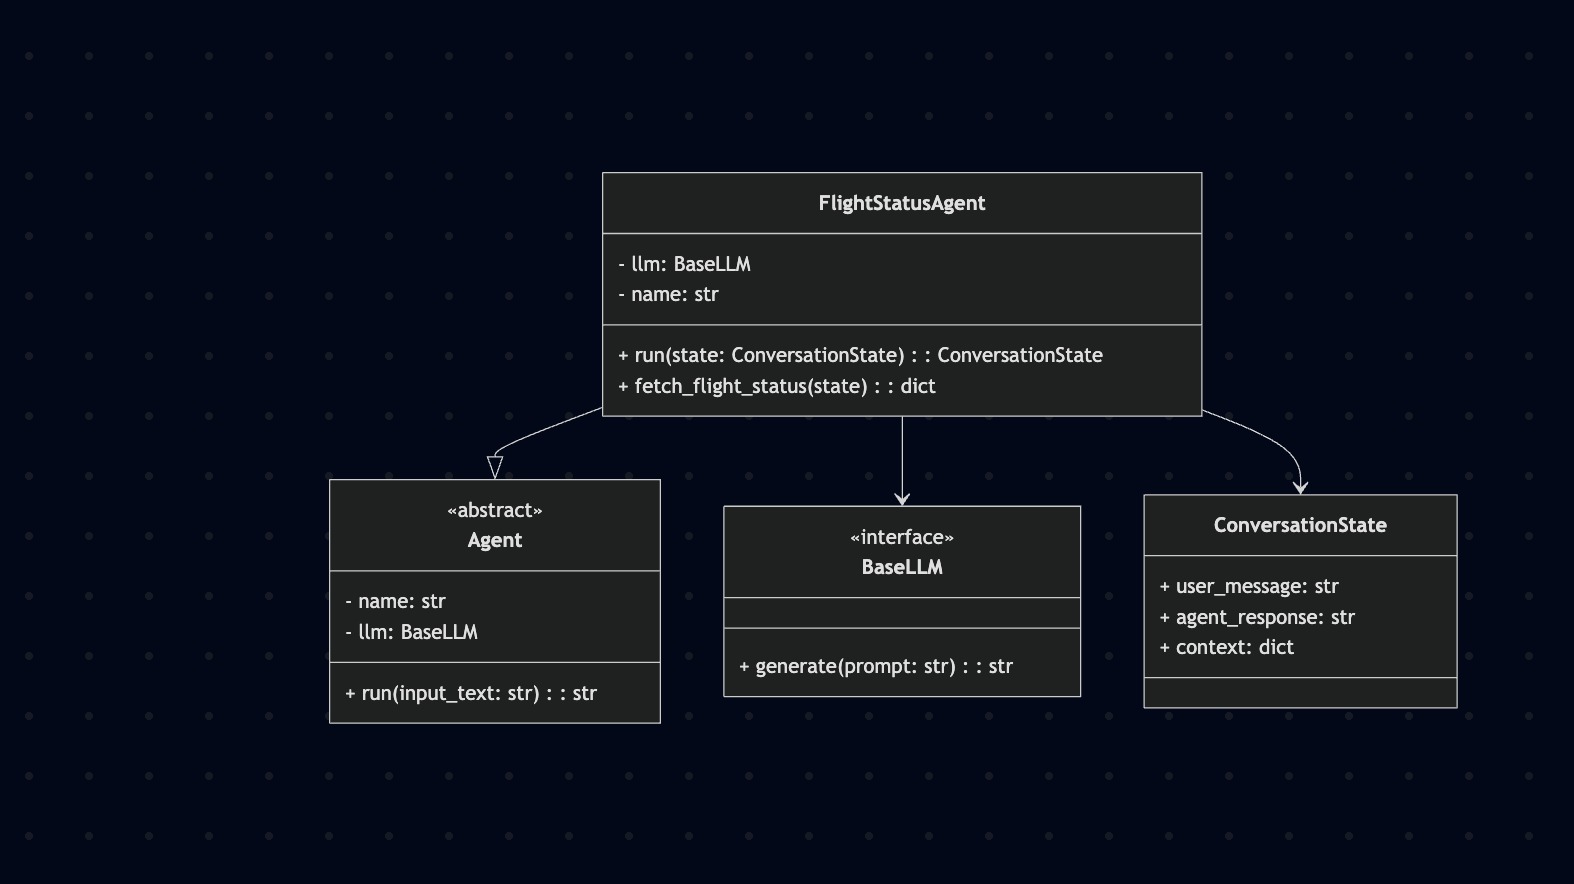 FlightStatusAgent
- llm: BaseLLM
- name: str
+ run(state: ConversationState) : : ConversationState
+ fetch_flight_status(state) : : dict
«abstract»
Agent
- name: str
- llm: BaseLLM
+ run(input_text: str) : : str
«interface»
BaseLLM
+ generate(prompt: str) : : str
ConversationState
+ user_message: str
+ agent_response: str
+ context: dict